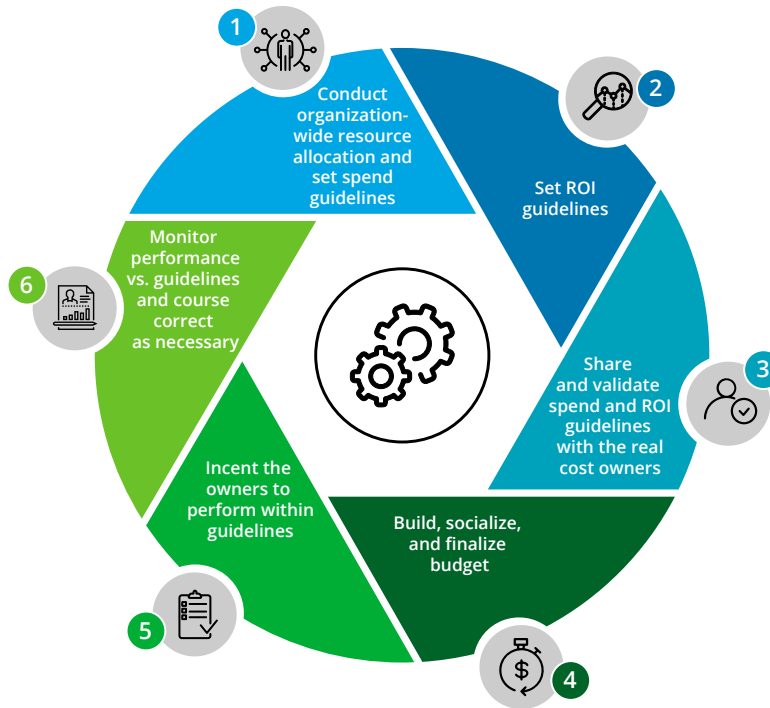 1
Conduct
organization-
wide resource
allocation and
set spend
guidelines
2
Set ROI
guidelines
3
Share
and validate
spend and ROI
guidelines
with the real
cost owners
4
Build, socialize,
and finalize
budget
$
5
Incent the
owners to
perform within
guidelines
6
Monitor
performance
vs. guidelines
and course
correct
as necessary